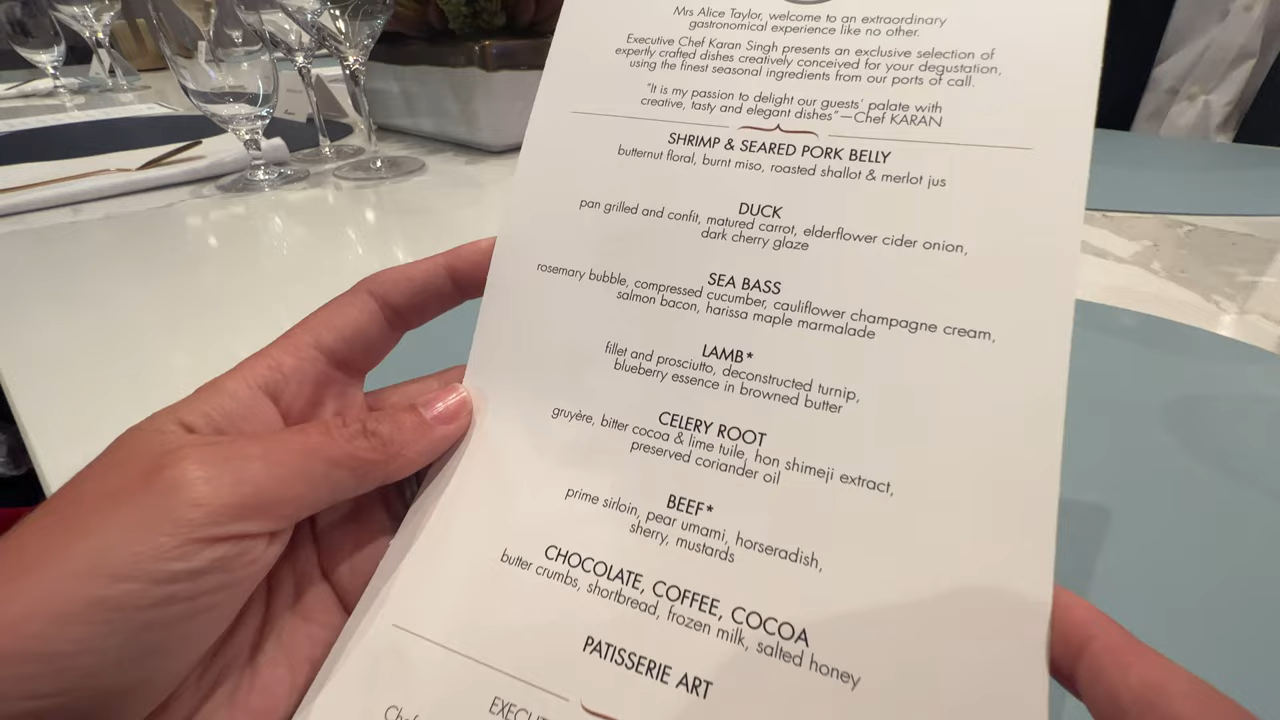 Mrs Alice Taylor, welcome to an extraordinary
gastronomical experience like no other.
Executive Chef Karan Singh presents an exclusive selection of
expertly crafted dishes creatively conceived for your degustation,
using the finest seasonal ingredients from our ports of call.
"It is my passion to delight our guests' palate with
creative, tasty and elegant dishes"—Chef KARAN
SHRIMP & SEARED PORK BELLY
butternut floral, burnt miso, roasted shallot & merlot jus
DUCK
pan grilled and confit, matured carrot, elderflower cider onion,
dark cherry glaze
SEA BASS
rosemary bubble, compressed cucumber, cauliflower champagne cream,
salmon bacon, harissa maple marmalade
LAMB*
fillet and prosciutto, deconstructed turnip,
blueberry essence in browned butter
CELERY ROOT
gruyère, bitter cocoa & lime tuile, hon shimeji extract,
preserved coriander oil
BEEF*
prime sirloin, pear umami, horseradish,
sherry, mustards
CHOCOLATE, COFFEE, COCOA
butter crumbs, shortbread, frozen milk, salted honey
PATISSERIE ART